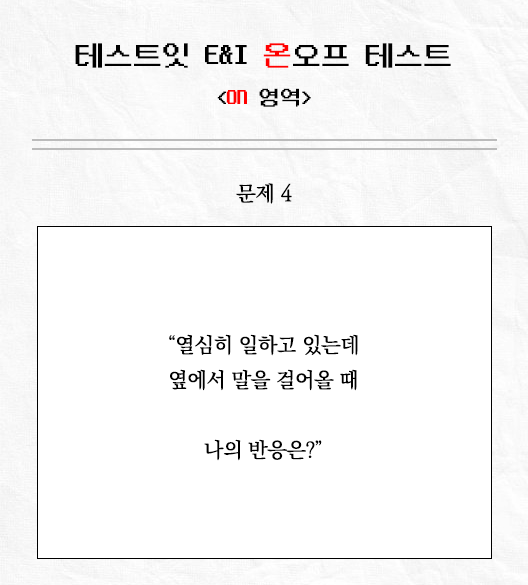 테스트잇 E&I 온오프 테스트
<ON 영역>
문제 4
“열심히 일하고 있는데
옆에서 말을 걸어올 때
나의 반응은?”